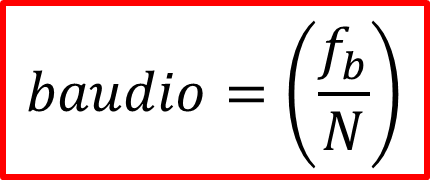 baudio = (f_b / N)